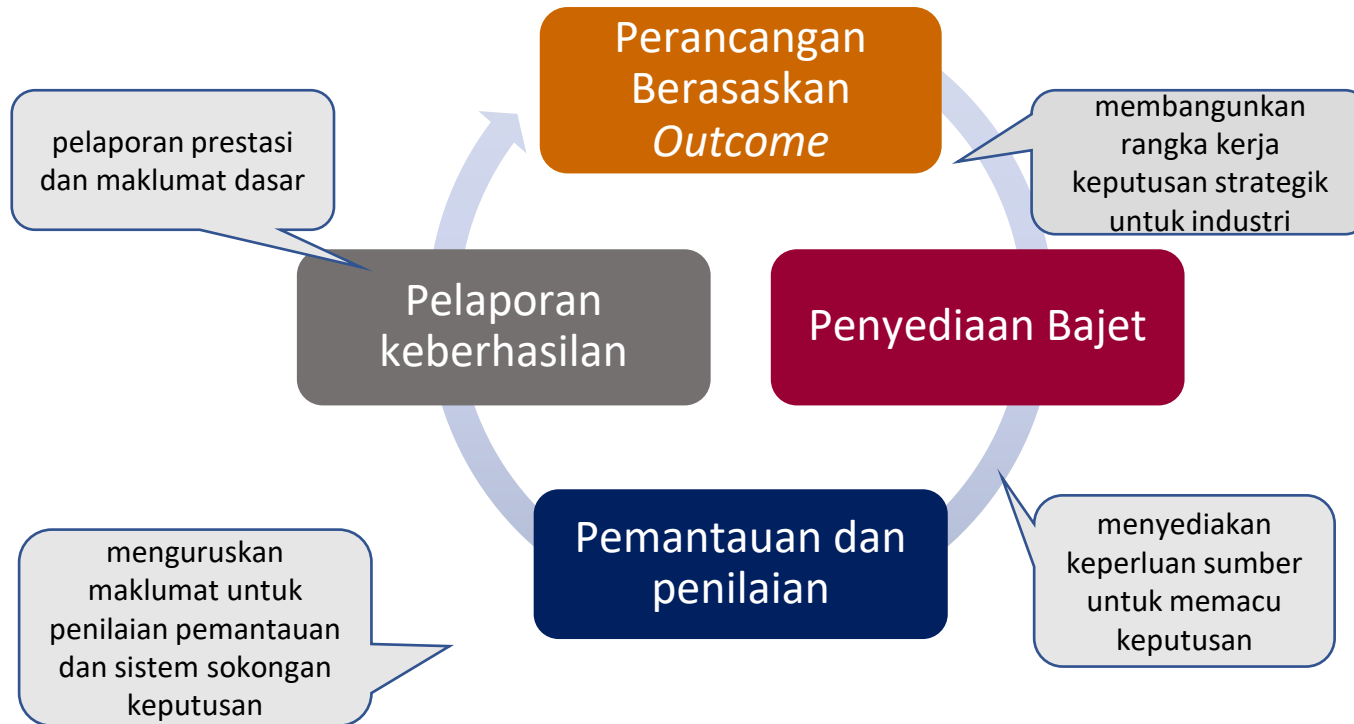 Perancangan
Berasaskan
Outcome
membangunkan
rangka kerja
keputusan strategik
untuk industri
Penyediaan Bajet
menyediakan
keperluan sumber
untuk memacu
keputusan
Pemantauan dan
penilaian
menguruskan
maklumat untuk
penilaian pemantauan
dan sistem sokongan
keputusan
Pelaporan
keberhasilan
pelaporan prestasi
dan maklumat dasar